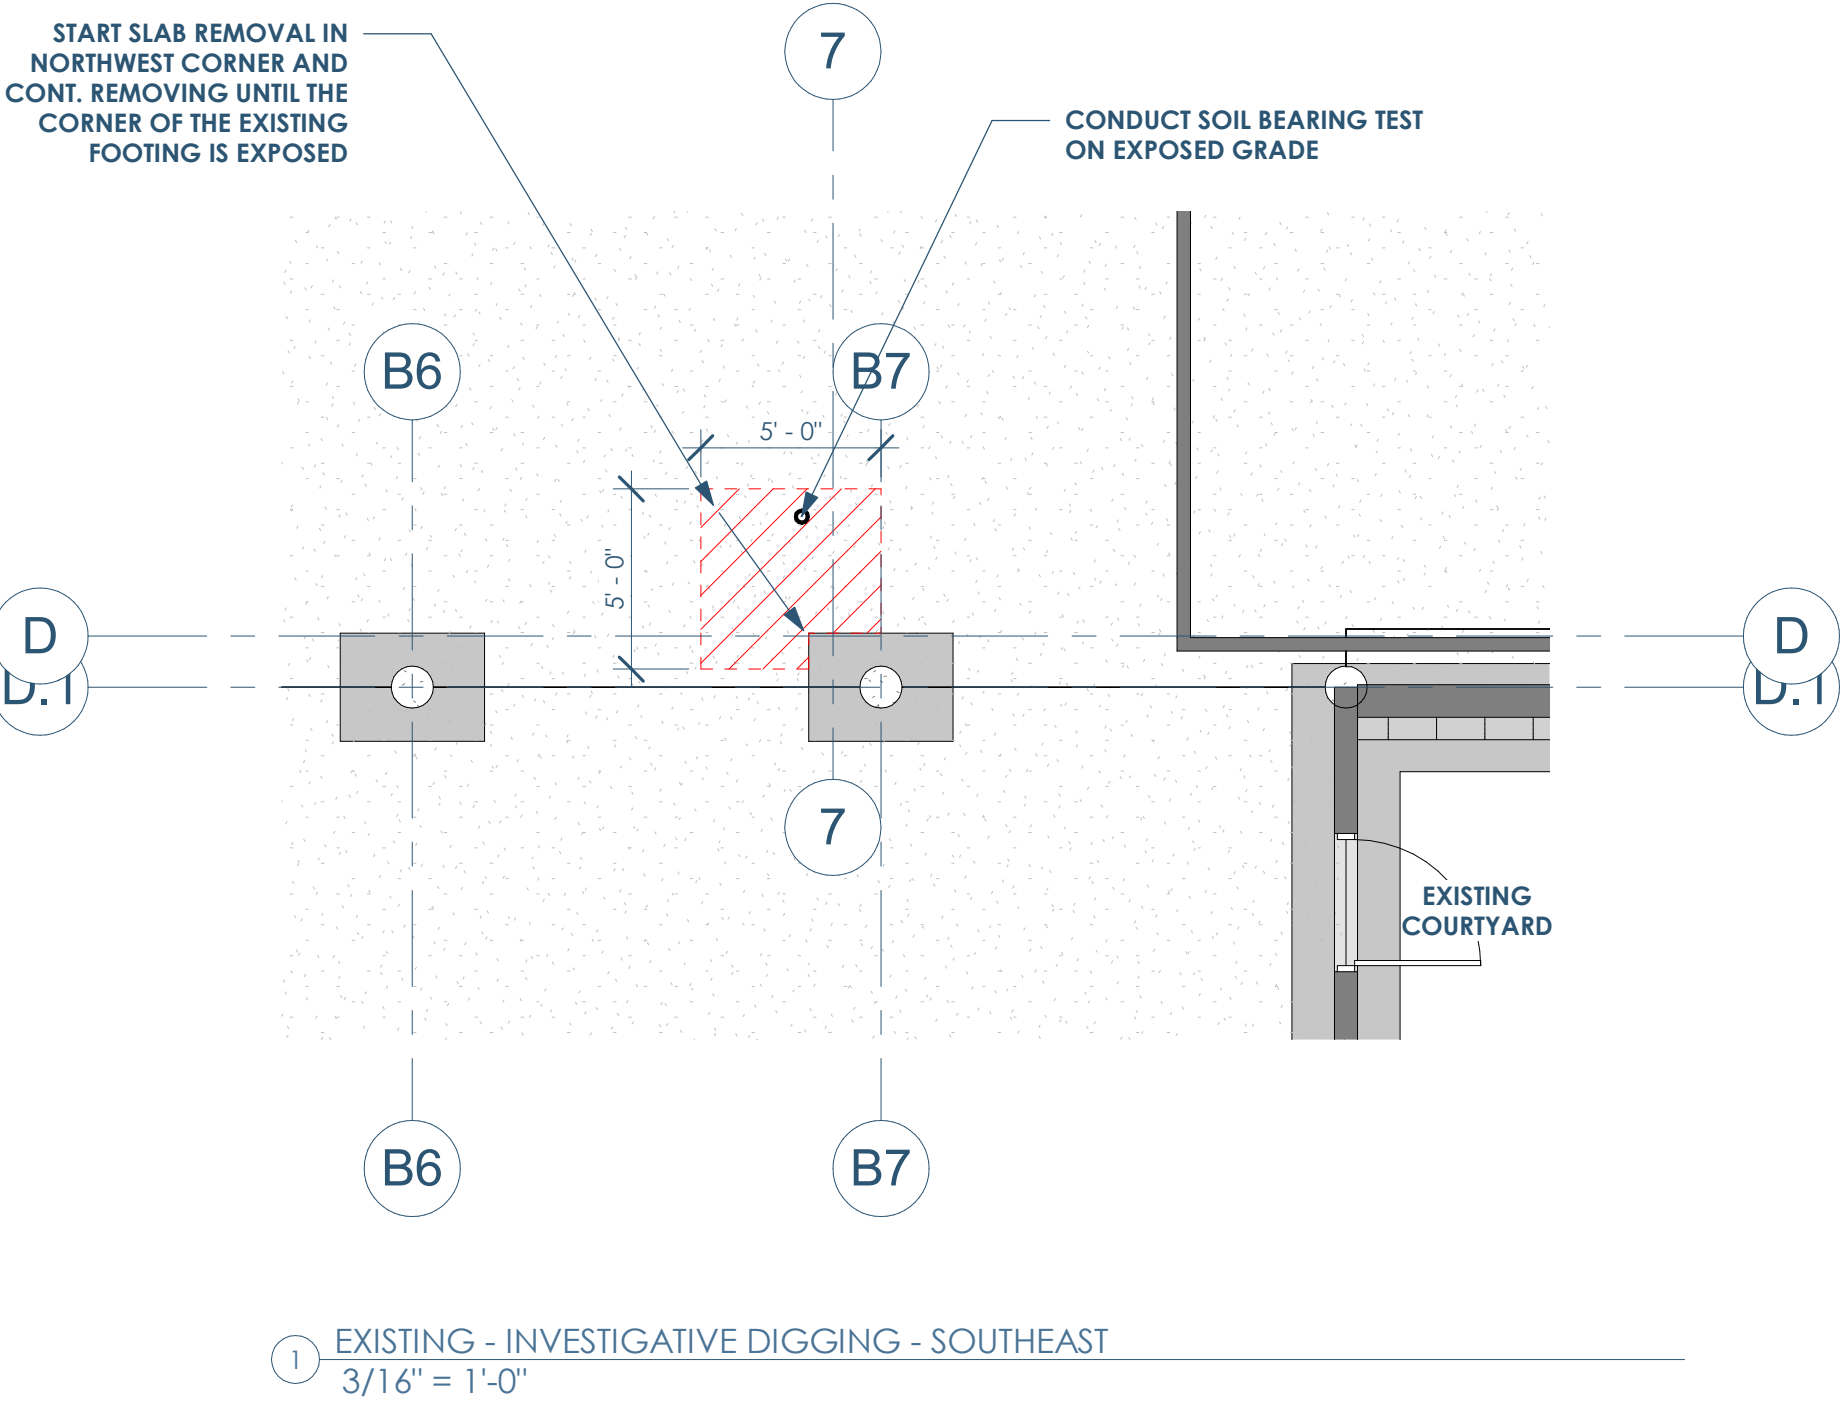 START SLAB REMOVAL IN
NORTHWEST CORNER AND
CONT. REMOVING UNTIL THE
CORNER OF THE EXISTING
FOOTING IS EXPOSED
7
CONDUCT SOIL BEARING TEST
ON EXPOSED GRADE
B6
B7
5' - 0"
5' - 0"
D
D
D.1
D.1
7
EXISTING
COURTYARD
B6
B7
1
EXISTING - INVESTIGATIVE DIGGING - SOUTHEAST
3/16" = 1'-0"